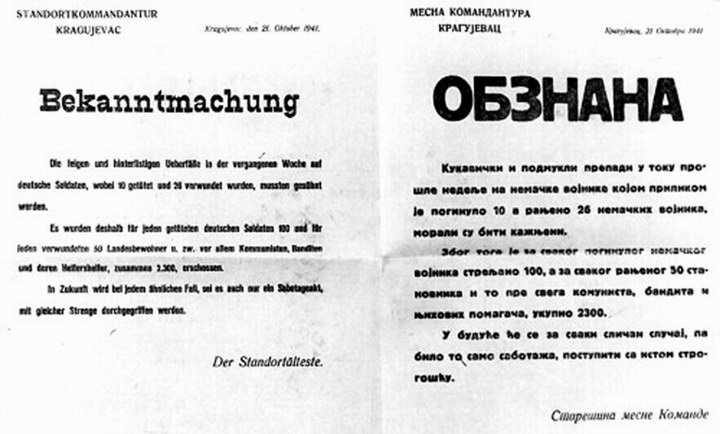 STANDORTKOMMANDANTUR
KRAGUJEVAC
Kragujevac, den 21. Oktober 1941.
Bekanntmachung
Die feigen und hinterlistigen Ueberfälle in der vergangenen Woche auf
deutsche Soldaten, wobei 10 getötet und 26 verwundet wurden, mussten gesühnt
werden.
Es wurden deshalb für jeden getöteten deutschen Soldaten 100 und für
jeden verwundeten 50 Landesbewohner u. zw. vor allem Kommunisten, Banditen
und deren Helfershelfer, zusammen 2.300, erschossen.
In Zukunft wird bei jedem ähnlichen Fall, sei es auch nur ein Sabotageakt,
mit gleicher Strenge durchgegriffen werden.
Der Standortälteste.
МЕСНА КОМАНДАНТУРА
КРАГУЈЕВАЦ
Крагујевац, 21 Октобра 1941
ОБЗНАНА
Кукавички и подмукли препади у току про-
шле недеље на немачке војнике којом приликом
је погинуло 10 а рањено 26 немачких војника,
морали су бити кажњени.
Због тога је за сваког погинулог немачког
војника стрељано 100, а за сваког рањеног 50 ста-
новника и то пре свега комуниста, бандита и
њихових помагача, укупно 2300.
У будуће ће се за сваки сличан случај, па
било то само саботажа, поступити са истом стро-
гошћу.
Старешина месне Команде